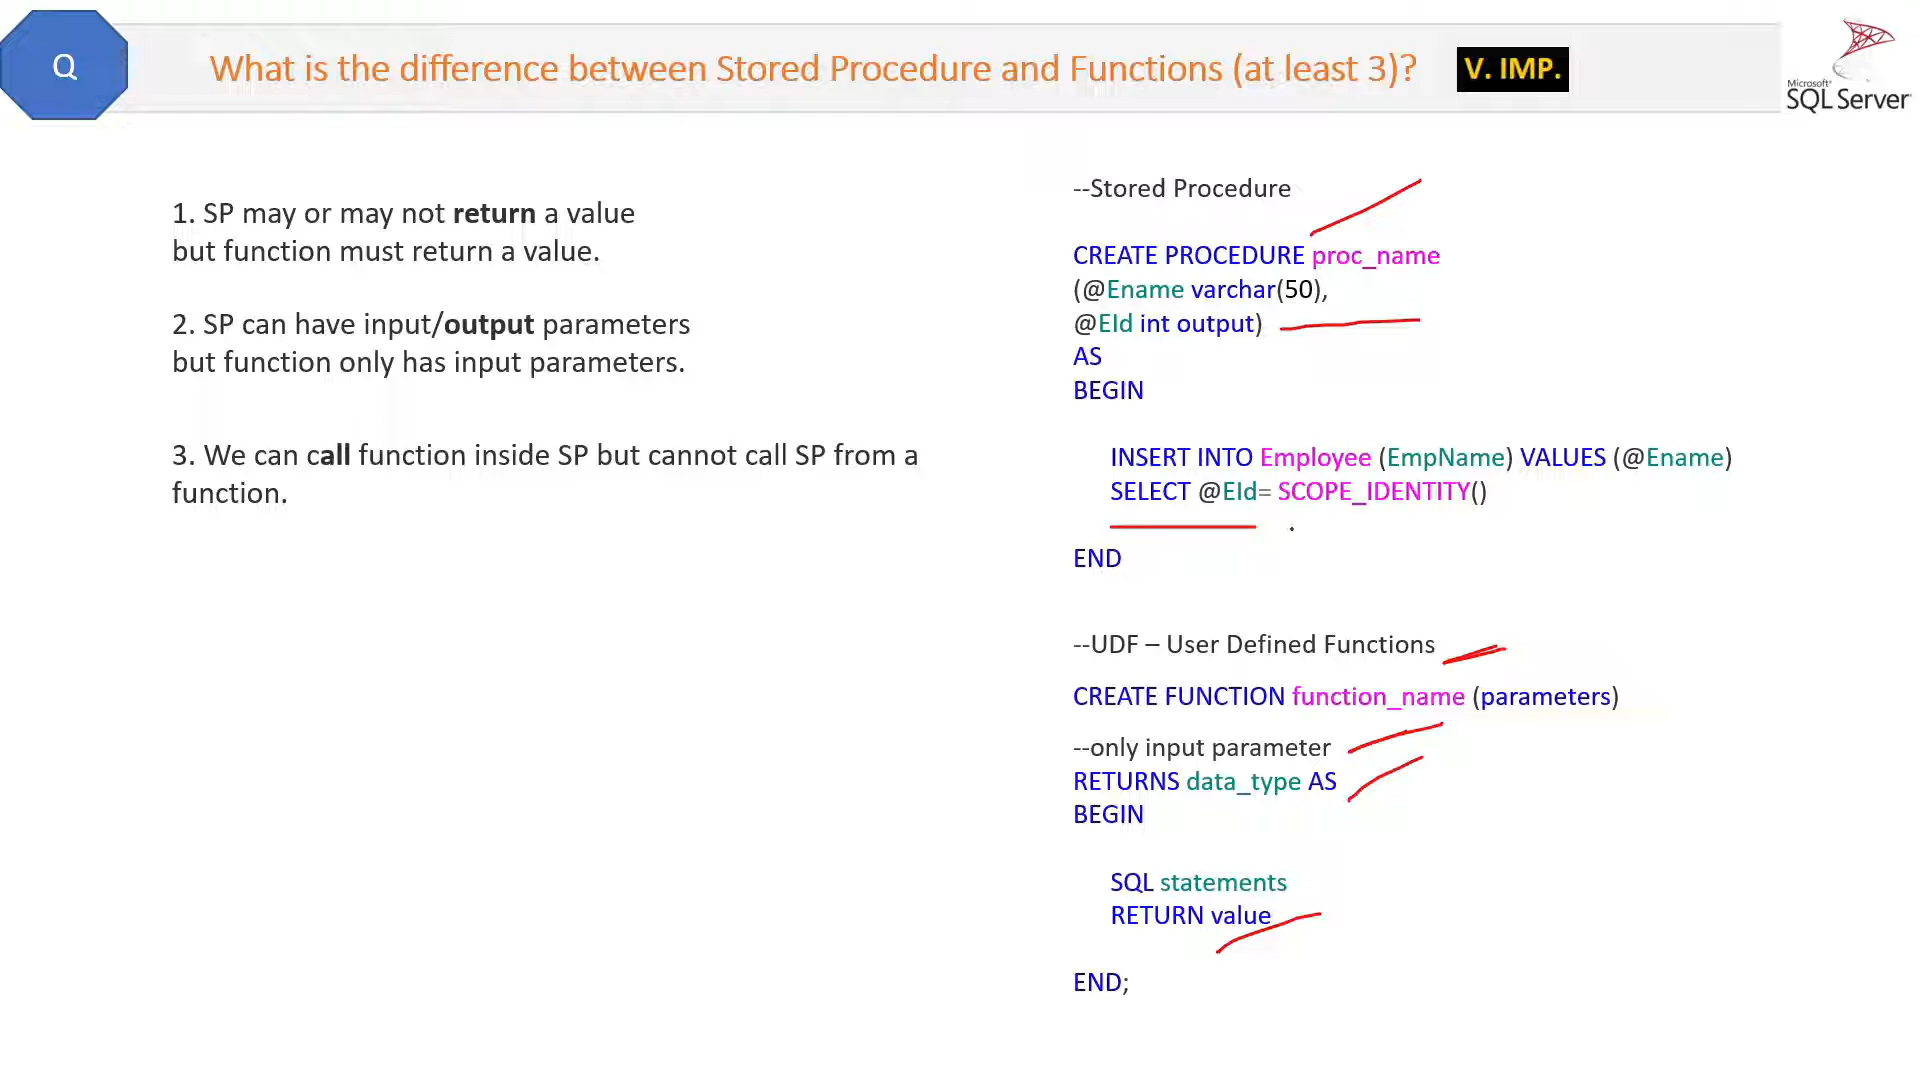 Q
What is the difference between Stored Procedure and Functions (at least 3)?
V. IMP.
Microsoft®
SQL Server
1. SP may or may not return a value
but function must return a value.
2. SP can have input/output parameters
but function only has input parameters.
3. We can call function inside SP but cannot call SP from a
function.
--Stored Procedure
CREATE PROCEDURE proc_name
(@Ename varchar(50),
@EId int output)
AS
BEGIN
INSERT INTO Employee (EmpName) VALUES (@Ename)
SELECT @EId= SCOPE_IDENTITY()
END
--UDF – User Defined Functions
CREATE FUNCTION function_name (parameters)
--only input parameter
RETURNS data_type AS
BEGIN
SQL statements
RETURN value
END;